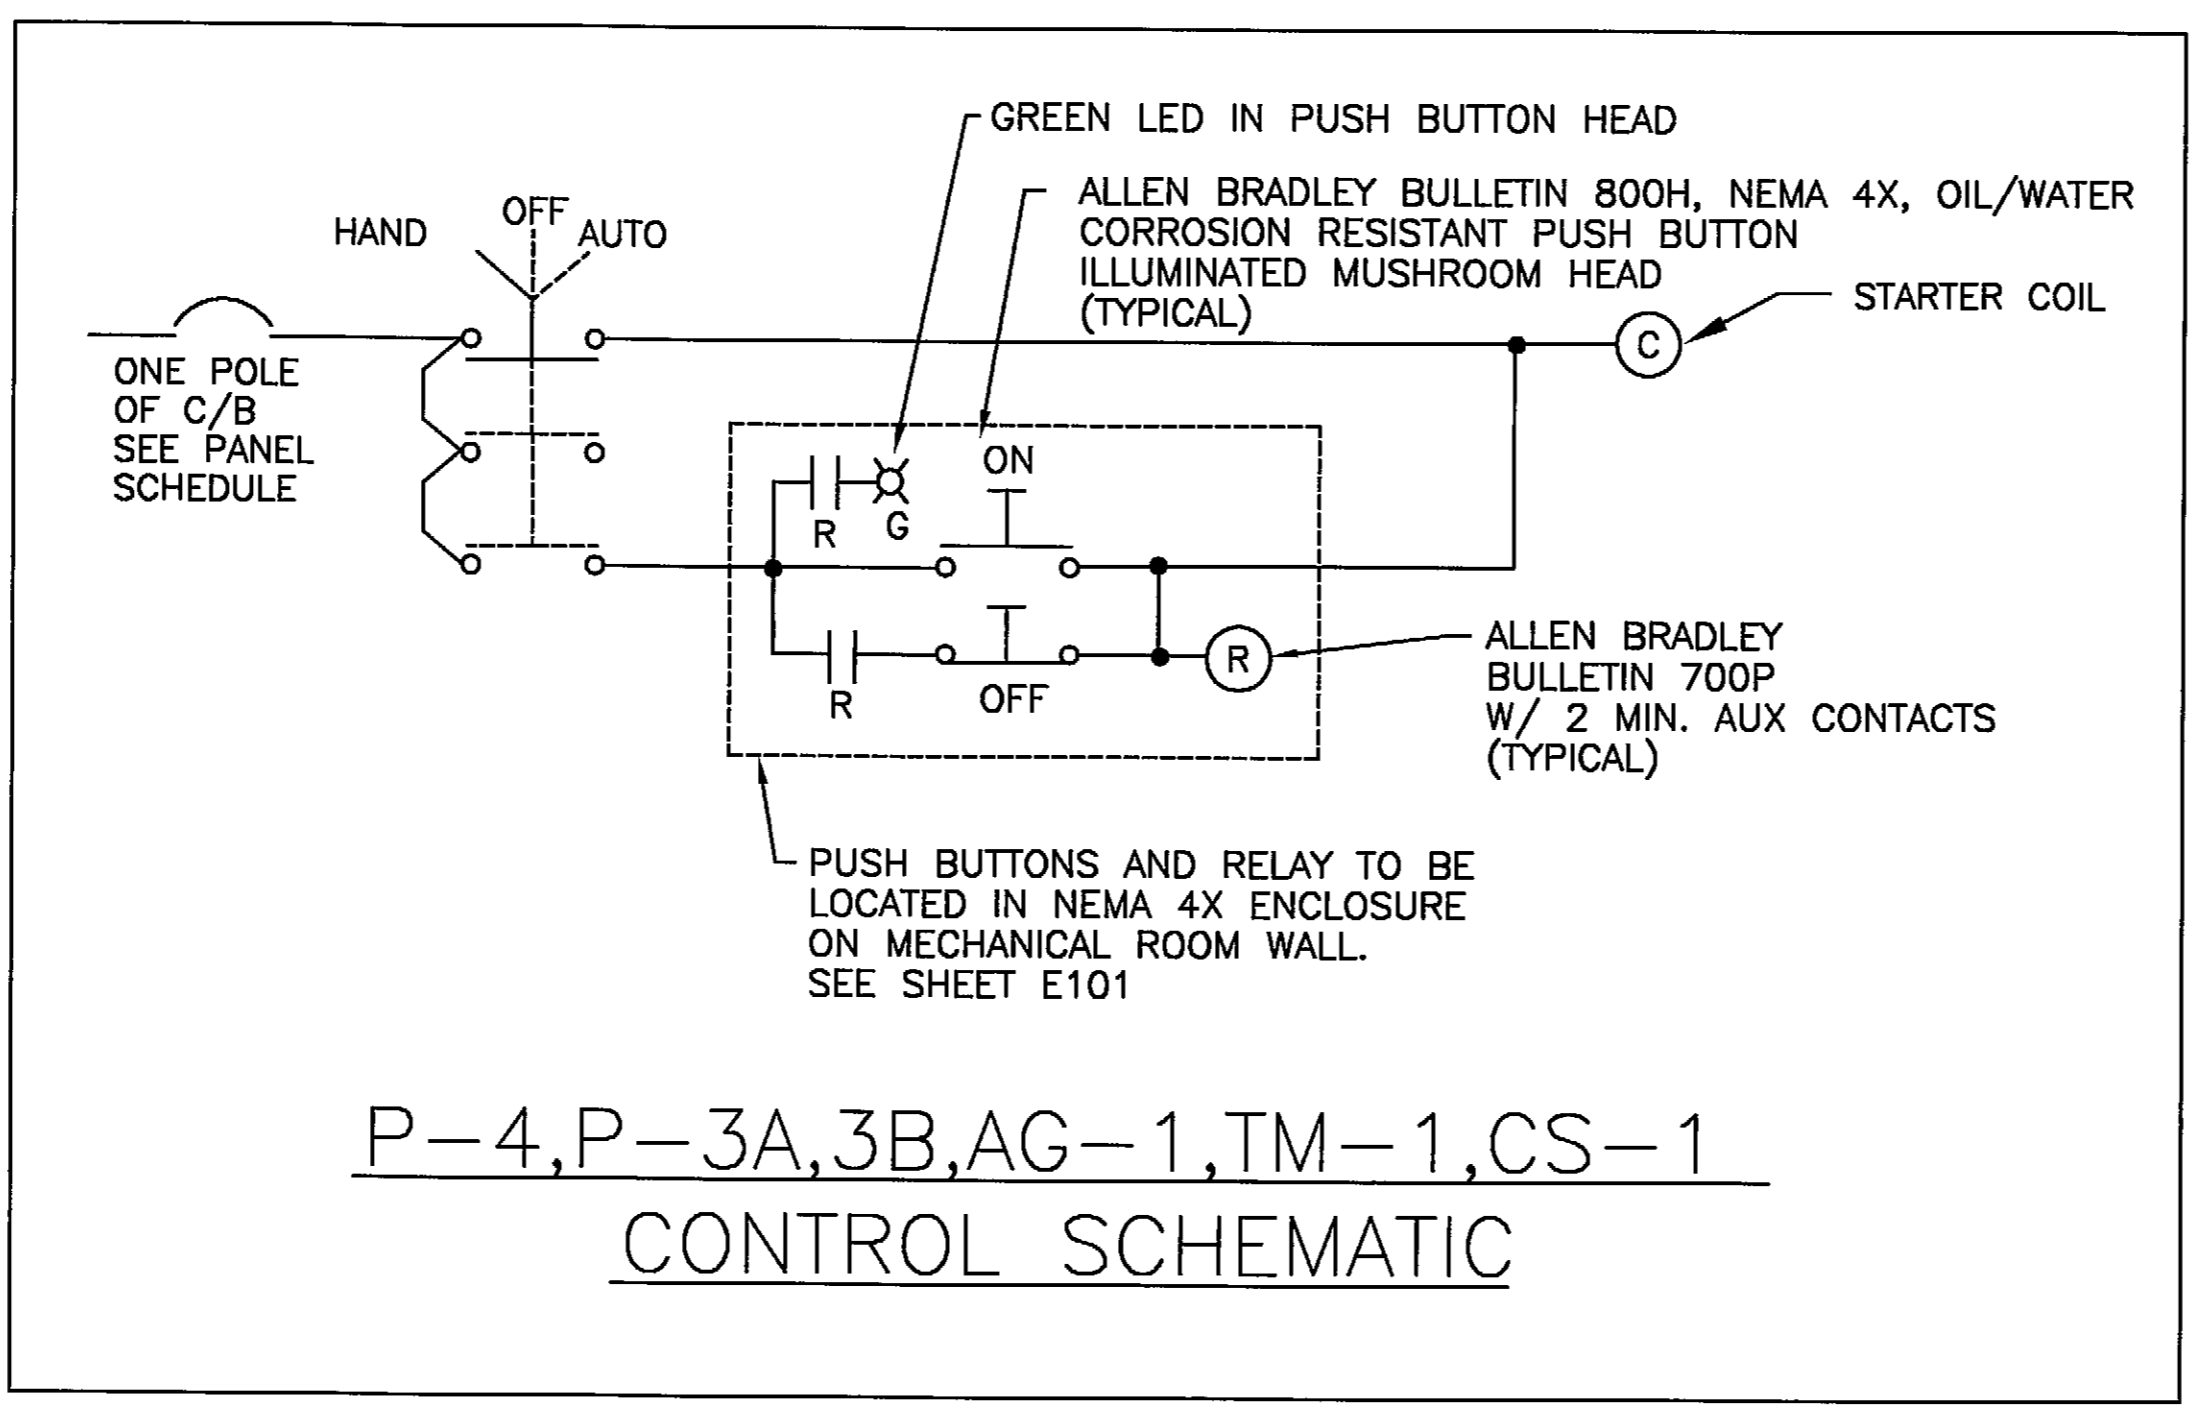 GREEN LED IN PUSH BUTTON HEAD
ALLEN BRADLEY BULLETIN 800H, NEMA 4X, OIL/WATER
CORROSION RESISTANT PUSH BUTTON
ILLUMINATED MUSHROOM HEAD
(TYPICAL)
HAND
OFF
AUTO
STARTER COIL
C
ONE POLE
OF C/B
SEE PANEL
SCHEDULE
ON
R
G
R
OFF
R
ALLEN BRADLEY
BULLETIN 700P
W/ 2 MIN. AUX CONTACTS
(TYPICAL)
PUSH BUTTONS AND RELAY TO BE
LOCATED IN NEMA 4X ENCLOSURE
ON MECHANICAL ROOM WALL.
SEE SHEET E101
P-4,P-3A,3B,AG-1,TM-1,CS-1
CONTROL SCHEMATIC